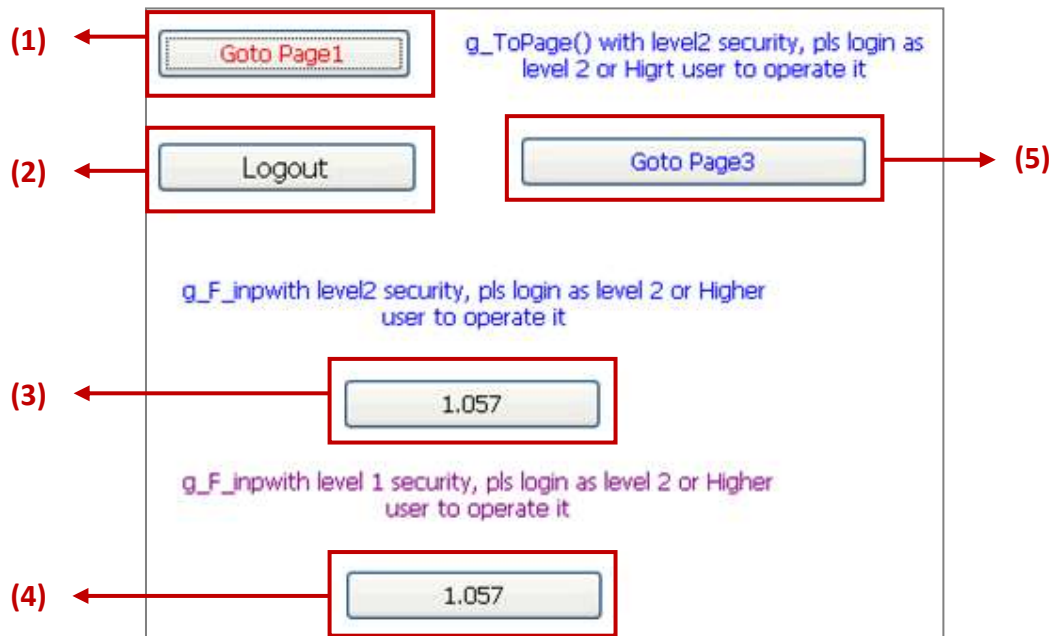 (1)
Goto Page1
g_ToPage() with level2 security, pls login as
level 2 or Higrt user to operate it
(2)
Logout
Goto Page3
(5)
g_F_inpwith level2 security, pls login as level 2 or Higher
user to operate it
(3)
1.057
g_F_inpwith level 1 security, pls login as level 2 or Higher
user to operate it
(4)
1.057